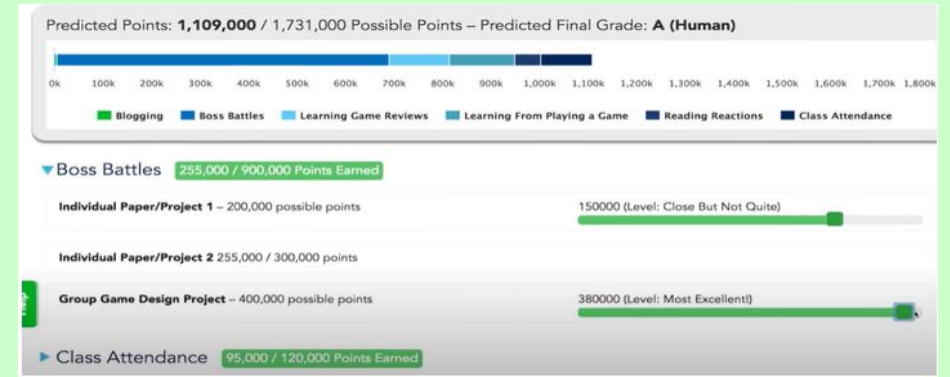 Predicted Points: 1,109,000 / 1,731,000 Possible Points – Predicted Final Grade: A (Human)
0k 100k 200k 300k 400k 500k 600k 700k 800k 900k 1,000k 1,100k 1,200k 1,300k 1,400k 1,500k 1,600k 1,700k 1,800k
Blogging Boss Battles Learning Game Reviews Learning From Playing a Game Reading Reactions Class Attendance
Boss Battles 255,000 / 900,000 Points Earned
Individual Paper/Project 1 – 200,000 possible points 150000 (Level: Close But Not Quite)
Individual Paper/Project 2 255,000 / 300,000 points
Group Game Design Project – 400,000 possible points 380000 (Level: Most Excellent!)
Help
Class Attendance 95,000 / 120,000 Points Earned